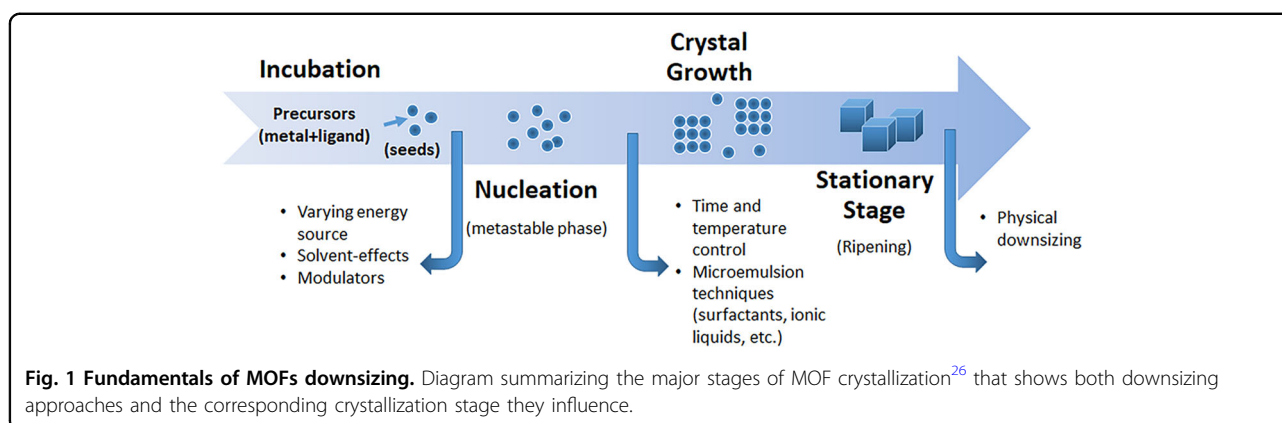 Incubation
Precursors
(metal+ligand)
(seeds)
Nucleation
(metastable phase)
Crystal
Growth
Stationary
Stage
(Ripening)
• Varying energy
source
• Solvent-effects
• Modulators
• Time and
temperature
control
• Microemulsion
techniques
(surfactants, ionic
liquids, etc.)
• Physical
downsizing
Fig. 1 Fundamentals of MOFs downsizing. Diagram summarizing the major stages of MOF crystallization26 that shows both downsizing
approaches and the corresponding crystallization stage they influence.